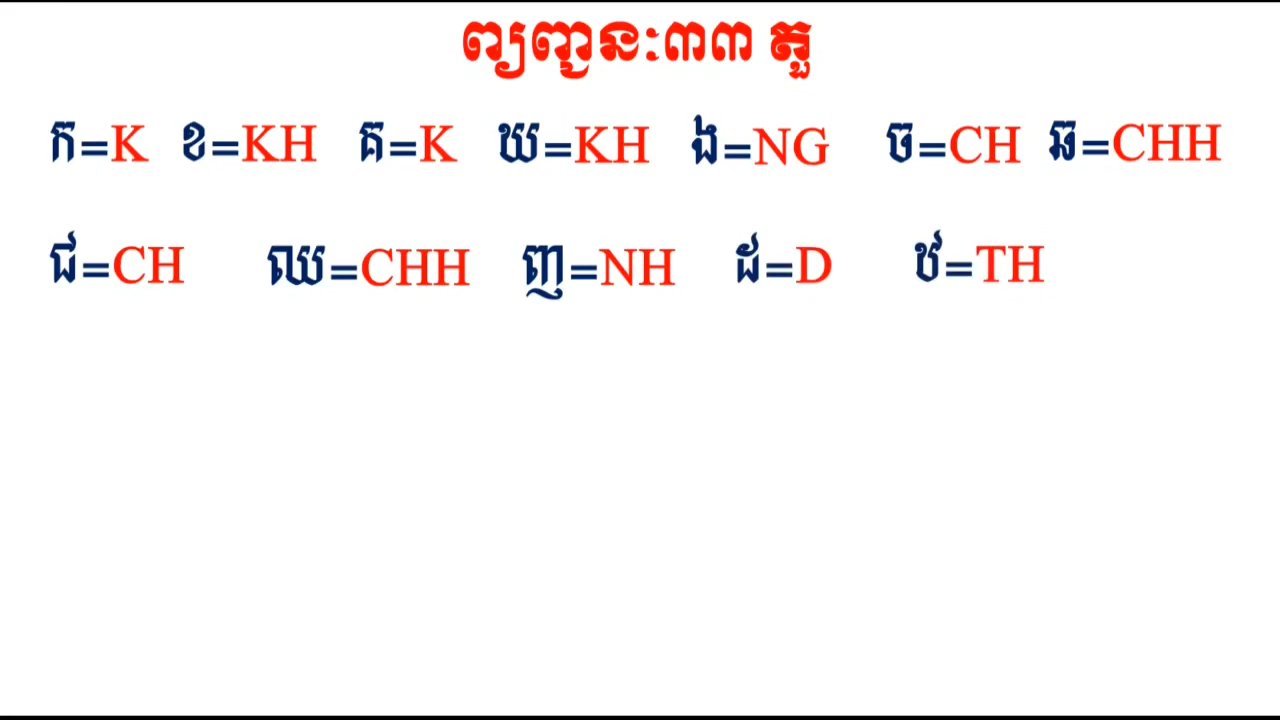 ព្យញ្ជនៈ៣៣ តួ
ក=K ខ=KH គ=K ឃ=KH ង=NG ច=CH ឆ=CHH
ជ=CH ឈ=CHH ញ=NH ដ=D ឋ=TH